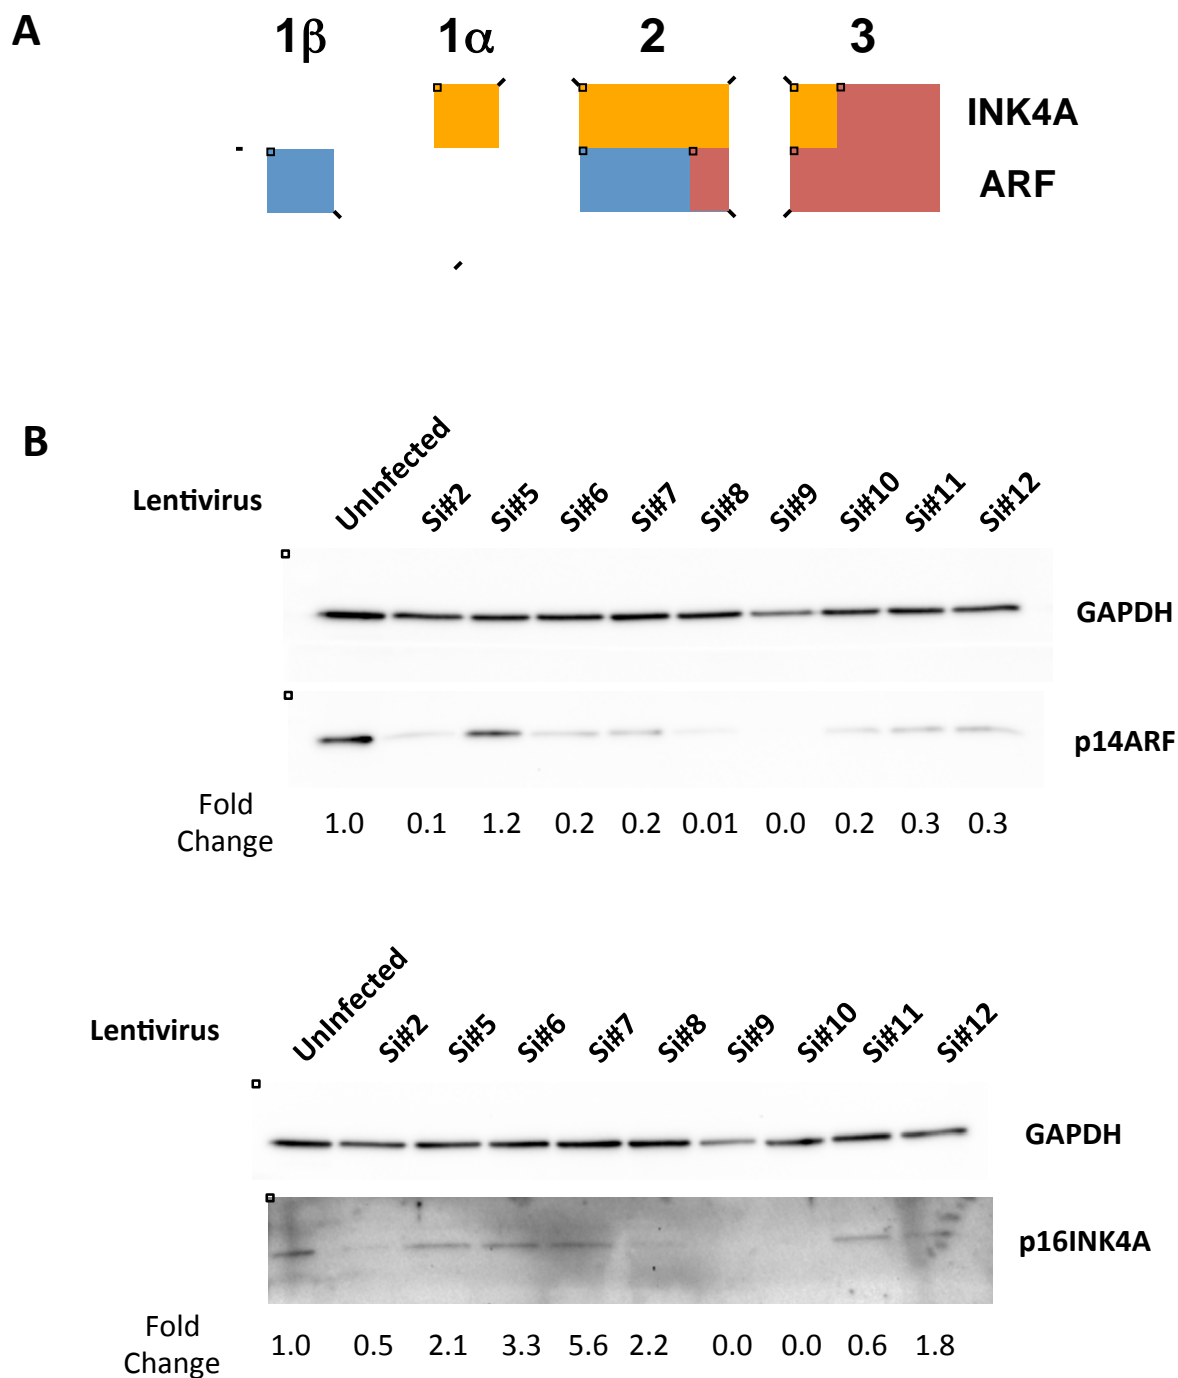 A
1β 1α 2 3
INK4A
ARF
B
Lentivirus UnInfected Si#2 Si#5 Si#6 Si#7 Si#8 Si#9 Si#10 Si#11 Si#12
GAPDH
p14ARF
Fold
Change
1.0 0.1 1.2 0.2 0.2 0.01 0.0 0.2 0.3 0.3
Lentivirus UnInfected Si#2 Si#5 Si#6 Si#7 Si#8 Si#9 Si#10 Si#11 Si#12
GAPDH
p16INK4A
Fold
Change
1.0 0.5 2.1 3.3 5.6 2.2 0.0 0.0 0.6 1.8